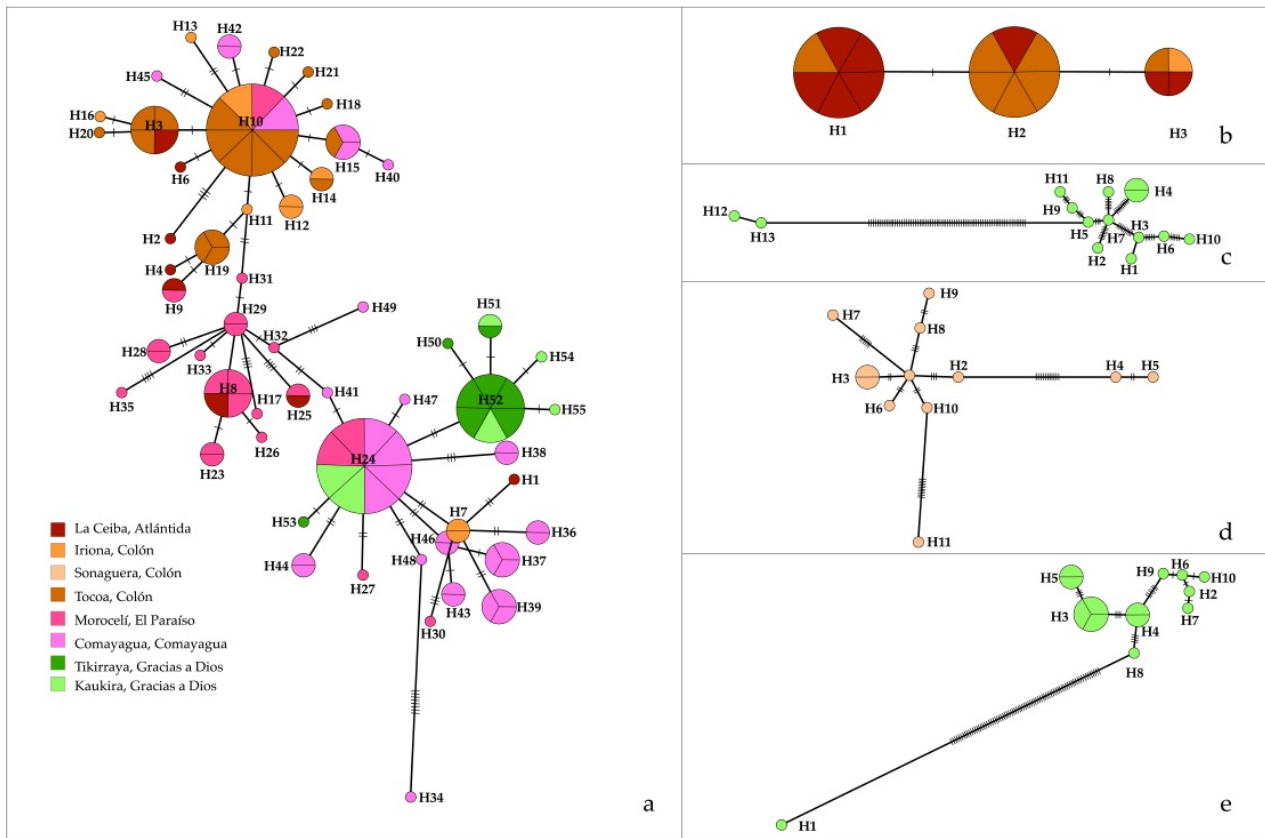 H13
H42
H22
H45
H21
H16
H18
H3
H10
H20
H15
H6
H40
H14
H11
H12
H2
H19
H4
H31
H9
H29
H49
H51
H32
H50
H28
H54
H33
H8
H17
H41
H47
H52
H35
H25
H55
H26
H23
H24
H38
H1
H7
H53
H46
H36
H48
H37
H44
H27
H43
H39
H30
H34
La Ceiba, Atlántida
Iriona, Colón
Sonaguera, Colón
Tocoa, Colón
Morocelí, El Paraíso
Comayagua, Comayagua
Tikirraya, Gracias a Dios
Kaukira, Gracias a Dios
a
H1
H2
H3
b
H11
H8
H4
H12
H9
H13
H5
H7
H3
H6
H10
H2
H1
c
H9
H7
H8
H3
H2
H4
H5
H6
H10
H11
d
H5
H9
H6
H10
H3
H2
H4
H7
H8
H1
e